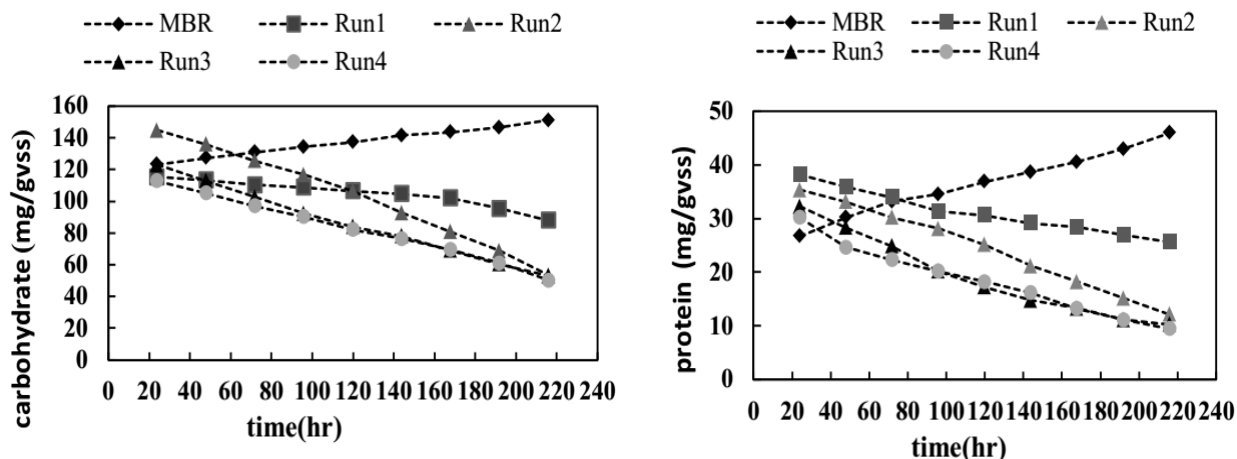 MBR Run1 Run2
Run3 Run4
carbohydrate (mg/gvss)
160
140
120
100
80
60
40
20
0
0 20 40 60 80 100 120 140 160 180 200 220 240
time(hr)
MBR Run1 Run2
Run3 Run4
protein (mg/gvss)
50
40
30
20
10
0
0 20 40 60 80 100 120 140 160 180 200 220 240
time(hr)